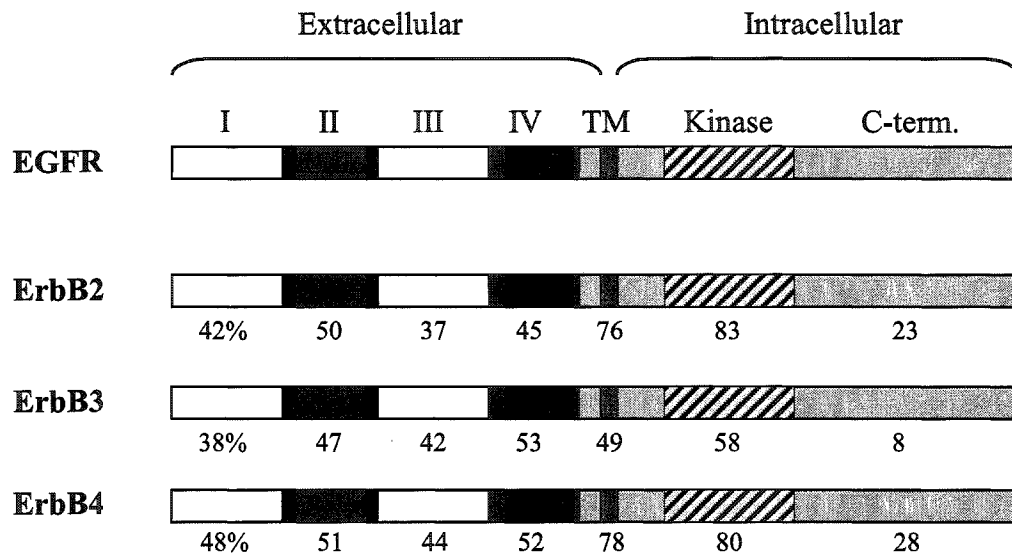 Extracellular Intracellular
I II III IV TM Kinase C-term.
EGFR
ErbB2
42% 50 37 45 76 83 23
ErbB3
38% 47 42 53 49 58 8
ErbB4
48% 51 44 52 78 80 28